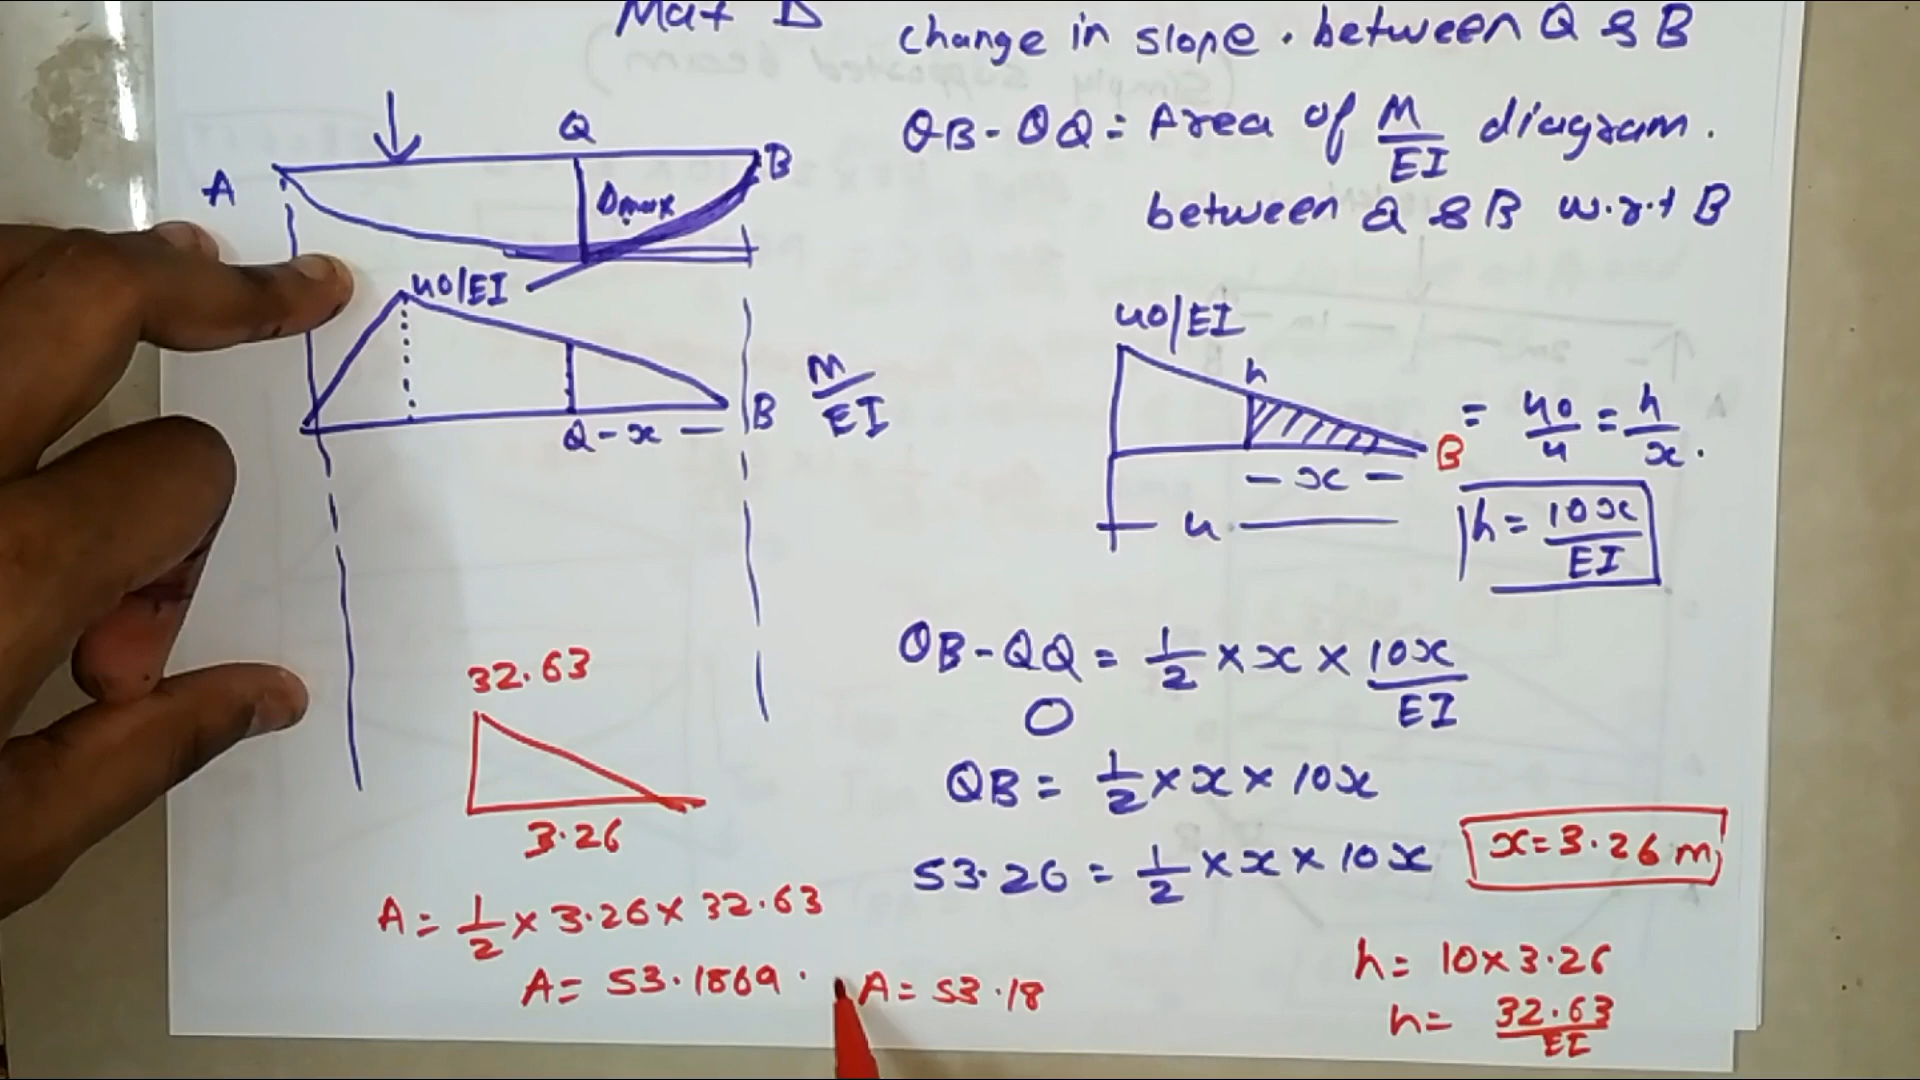 Max Δ
change in slope. between Q & B
θB - θQ = Area of M/EI diagram.
between Q & B w.r.t B
A
Q
B
Δmax
40/EI
Q - x -
B
M/EI
40/EI
h
B
- x -
4
= 40/4 = h/x.
h = 10x/EI
θB - θQ = 1/2 × x × 10x/EI
0
θB = 1/2 × x × 10x
53.26 = 1/2 × x × 10x
x = 3.26 m
32.63
3.26
A = 1/2 × 3.26 × 32.63
A = 53.1869.
A = 53.18
h = 10 × 3.26
h = 32.63/EI